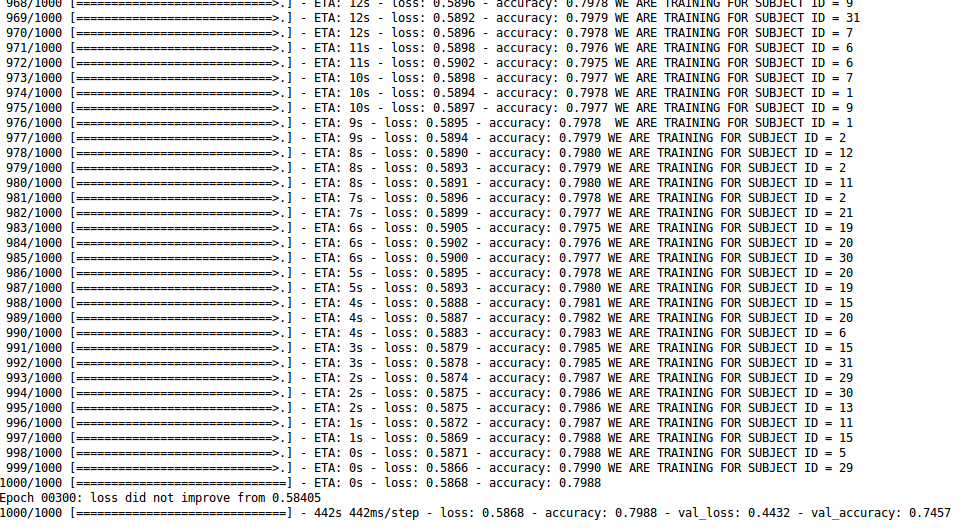 968/1000 [============================>.] - ETA: 12s - loss: 0.5896 - accuracy: 0.7978 WE ARE TRAINING FOR SUBJECT ID = 9
969/1000 [============================>.] - ETA: 12s - loss: 0.5892 - accuracy: 0.7979 WE ARE TRAINING FOR SUBJECT ID = 31
970/1000 [============================>.] - ETA: 12s - loss: 0.5896 - accuracy: 0.7978 WE ARE TRAINING FOR SUBJECT ID = 7
971/1000 [============================>.] - ETA: 11s - loss: 0.5898 - accuracy: 0.7976 WE ARE TRAINING FOR SUBJECT ID = 6
972/1000 [============================>.] - ETA: 11s - loss: 0.5902 - accuracy: 0.7975 WE ARE TRAINING FOR SUBJECT ID = 6
973/1000 [============================>.] - ETA: 10s - loss: 0.5898 - accuracy: 0.7977 WE ARE TRAINING FOR SUBJECT ID = 7
974/1000 [============================>.] - ETA: 10s - loss: 0.5894 - accuracy: 0.7978 WE ARE TRAINING FOR SUBJECT ID = 1
975/1000 [============================>.] - ETA: 10s - loss: 0.5897 - accuracy: 0.7977 WE ARE TRAINING FOR SUBJECT ID = 9
976/1000 [============================>.] - ETA: 9s - loss: 0.5895 - accuracy: 0.7978  WE ARE TRAINING FOR SUBJECT ID = 1
977/1000 [============================>.] - ETA: 9s - loss: 0.5894 - accuracy: 0.7979 WE ARE TRAINING FOR SUBJECT ID = 2
978/1000 [============================>.] - ETA: 8s - loss: 0.5890 - accuracy: 0.7980 WE ARE TRAINING FOR SUBJECT ID = 12
979/1000 [============================>.] - ETA: 8s - loss: 0.5893 - accuracy: 0.7979 WE ARE TRAINING FOR SUBJECT ID = 2
980/1000 [============================>.] - ETA: 8s - loss: 0.5891 - accuracy: 0.7980 WE ARE TRAINING FOR SUBJECT ID = 11
981/1000 [============================>.] - ETA: 7s - loss: 0.5896 - accuracy: 0.7978 WE ARE TRAINING FOR SUBJECT ID = 2
982/1000 [============================>.] - ETA: 7s - loss: 0.5899 - accuracy: 0.7977 WE ARE TRAINING FOR SUBJECT ID = 21
983/1000 [============================>.] - ETA: 6s - loss: 0.5905 - accuracy: 0.7975 WE ARE TRAINING FOR SUBJECT ID = 19
984/1000 [============================>.] - ETA: 6s - loss: 0.5902 - accuracy: 0.7976 WE ARE TRAINING FOR SUBJECT ID = 20
985/1000 [============================>.] - ETA: 6s - loss: 0.5900 - accuracy: 0.7977 WE ARE TRAINING FOR SUBJECT ID = 30
986/1000 [============================>.] - ETA: 5s - loss: 0.5895 - accuracy: 0.7978 WE ARE TRAINING FOR SUBJECT ID = 20
987/1000 [============================>.] - ETA: 5s - loss: 0.5893 - accuracy: 0.7980 WE ARE TRAINING FOR SUBJECT ID = 19
988/1000 [============================>.] - ETA: 4s - loss: 0.5888 - accuracy: 0.7981 WE ARE TRAINING FOR SUBJECT ID = 15
989/1000 [============================>.] - ETA: 4s - loss: 0.5887 - accuracy: 0.7982 WE ARE TRAINING FOR SUBJECT ID = 20
990/1000 [============================>.] - ETA: 4s - loss: 0.5883 - accuracy: 0.7983 WE ARE TRAINING FOR SUBJECT ID = 6
991/1000 [============================>.] - ETA: 3s - loss: 0.5879 - accuracy: 0.7985 WE ARE TRAINING FOR SUBJECT ID = 15
992/1000 [============================>.] - ETA: 3s - loss: 0.5878 - accuracy: 0.7985 WE ARE TRAINING FOR SUBJECT ID = 31
993/1000 [============================>.] - ETA: 2s - loss: 0.5874 - accuracy: 0.7987 WE ARE TRAINING FOR SUBJECT ID = 29
994/1000 [============================>.] - ETA: 2s - loss: 0.5875 - accuracy: 0.7986 WE ARE TRAINING FOR SUBJECT ID = 30
995/1000 [============================>.] - ETA: 2s - loss: 0.5875 - accuracy: 0.7986 WE ARE TRAINING FOR SUBJECT ID = 13
996/1000 [============================>.] - ETA: 1s - loss: 0.5872 - accuracy: 0.7987 WE ARE TRAINING FOR SUBJECT ID = 11
997/1000 [============================>.] - ETA: 1s - loss: 0.5869 - accuracy: 0.7988 WE ARE TRAINING FOR SUBJECT ID = 15
998/1000 [============================>.] - ETA: 0s - loss: 0.5871 - accuracy: 0.7988 WE ARE TRAINING FOR SUBJECT ID = 5
999/1000 [============================>.] - ETA: 0s - loss: 0.5866 - accuracy: 0.7990 WE ARE TRAINING FOR SUBJECT ID = 29
1000/1000 [==============================] - ETA: 0s - loss: 0.5868 - accuracy: 0.7988
Epoch 00300: loss did not improve from 0.58405
1000/1000 [==============================] - 442s 442ms/step - loss: 0.5868 - accuracy: 0.7988 - val_loss: 0.4432 - val_accuracy: 0.7457